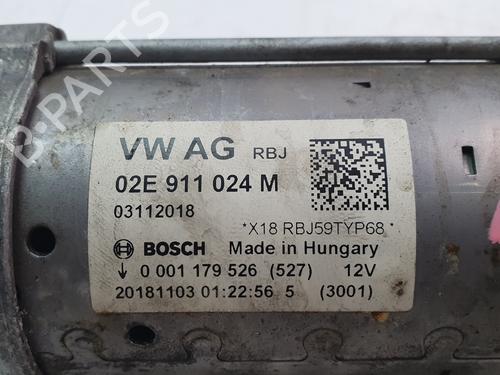 B-PARTS
VW AG RBJ
02E 911 024 M
03112018
*X18 RBJ59TYP68*
BOSCH Made in Hungary
0 001 179 526 (527) 12V
20181103 01:22:56 5 (3001)